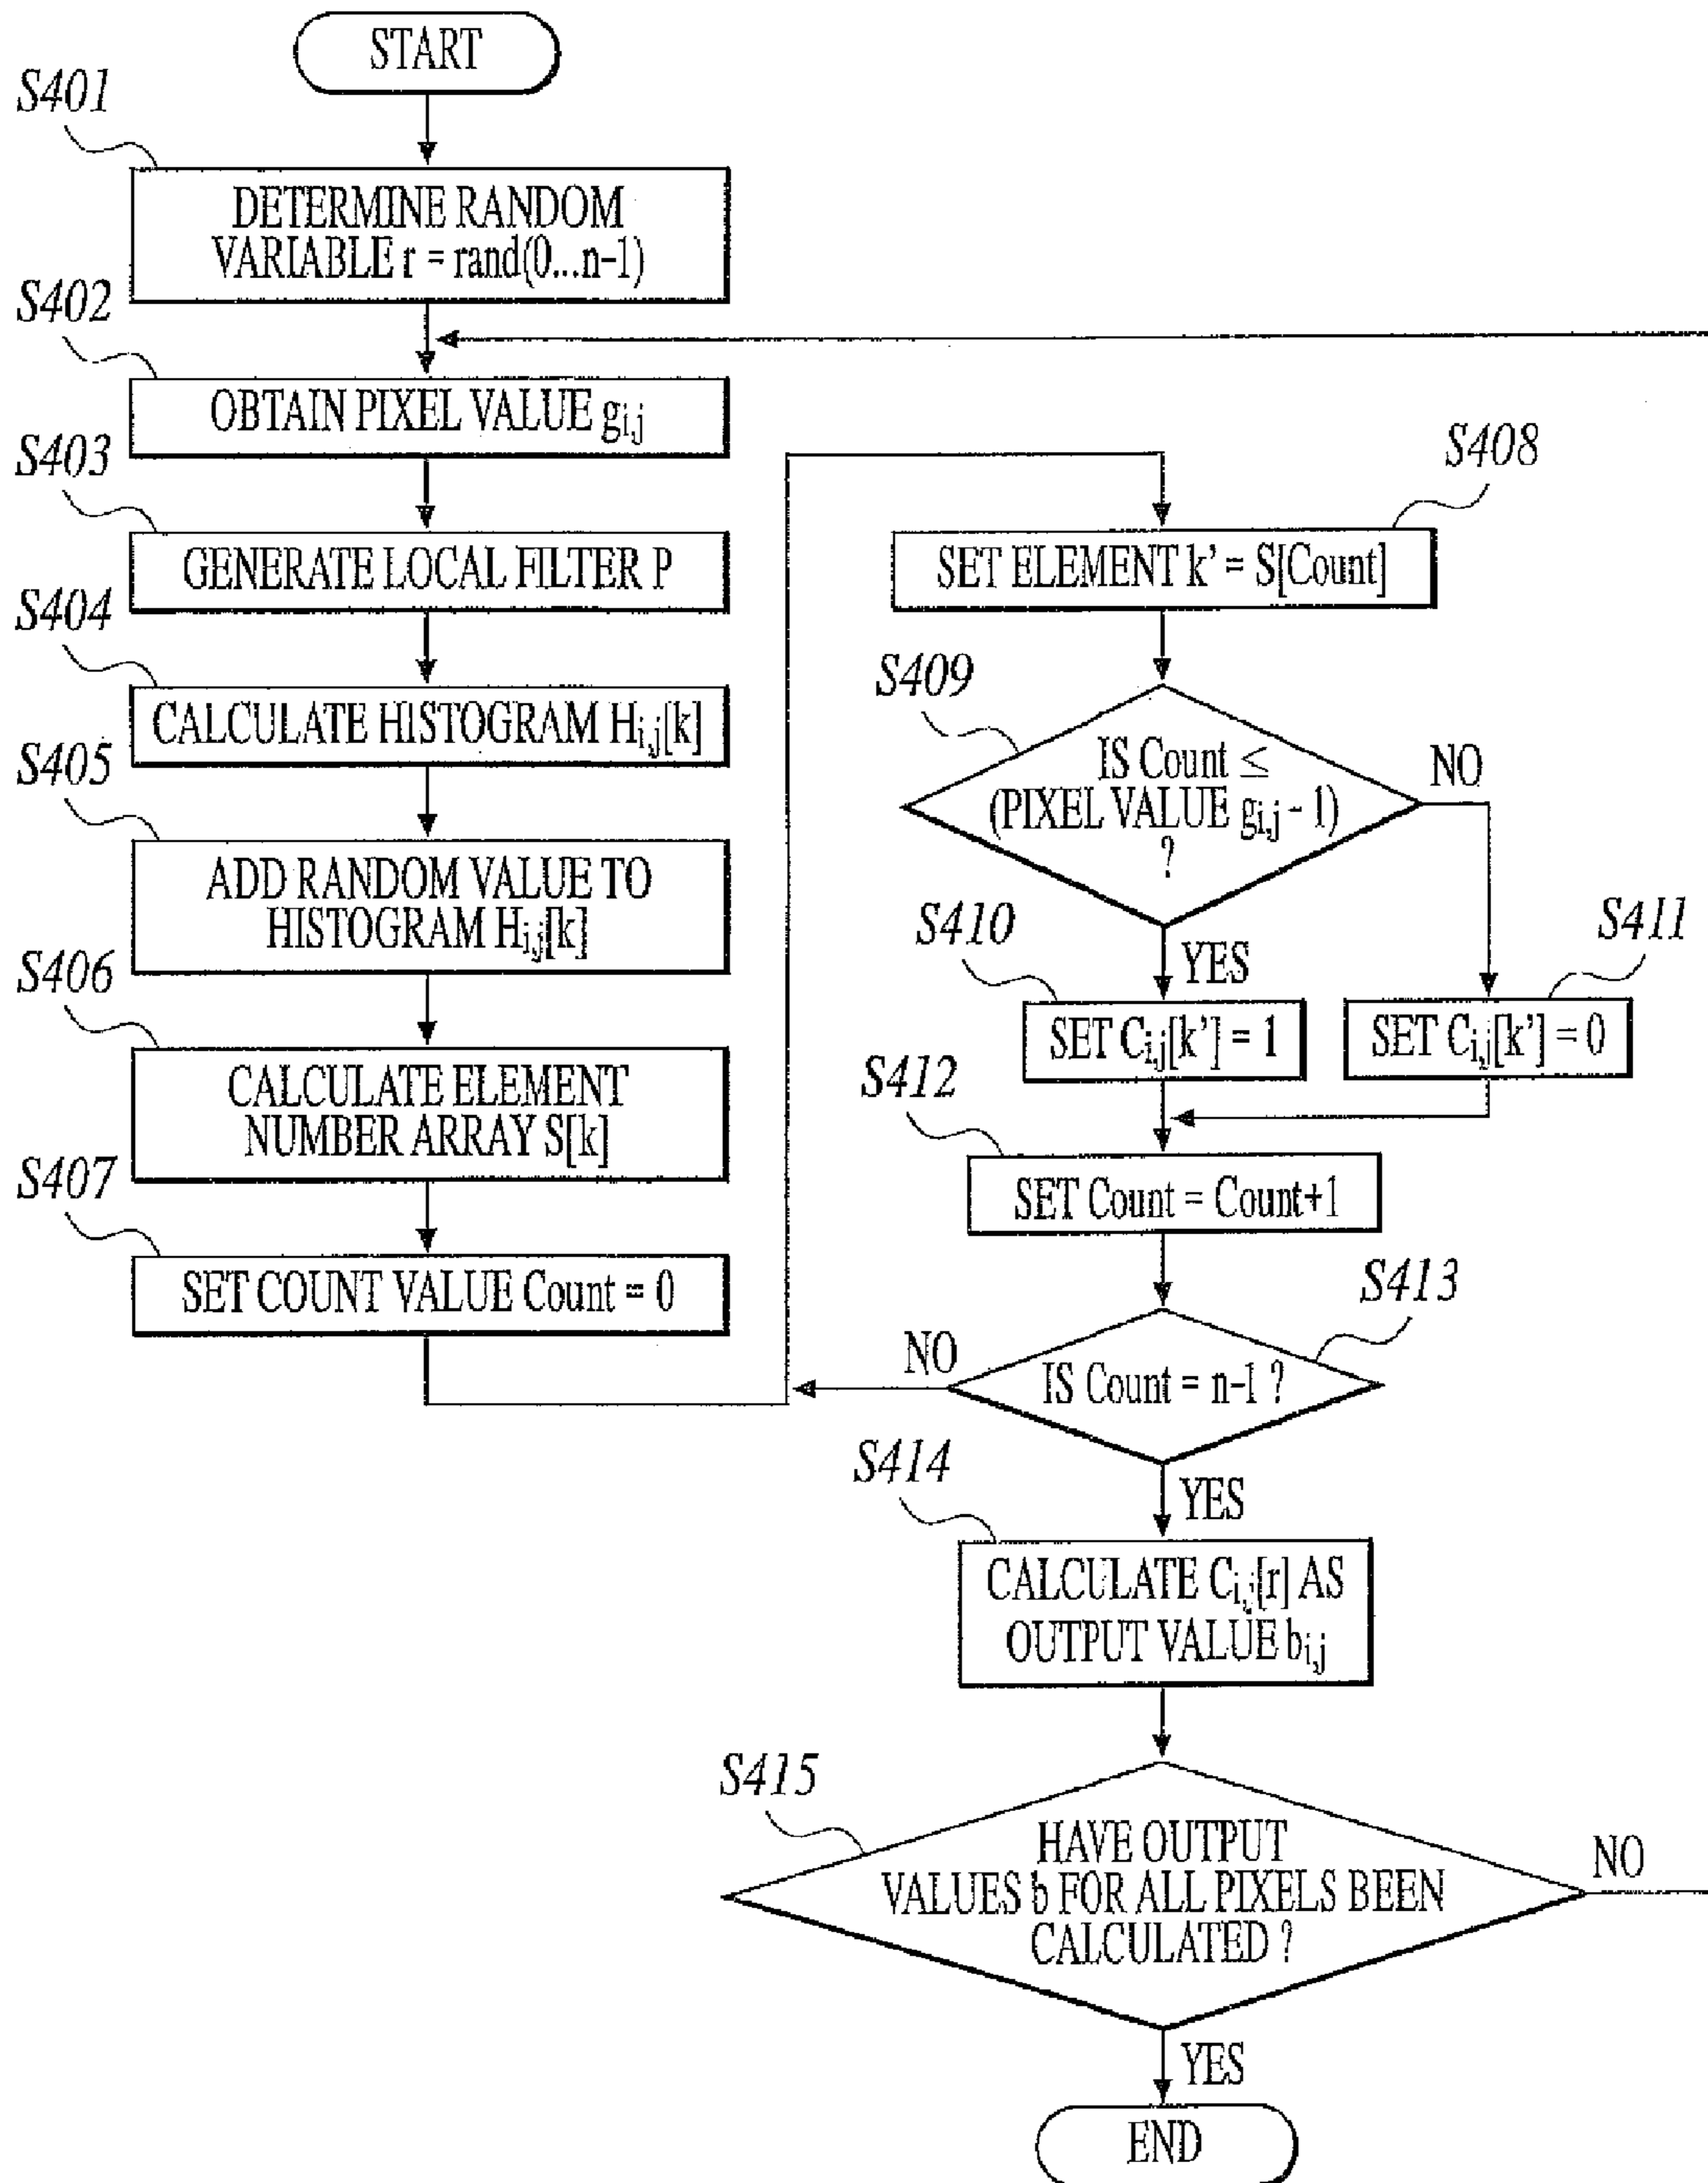 START
S401
DETERMINE RANDOM
VARIABLE r = rand(0...n-1)
S402
OBTAIN PIXEL VALUE gi,j
S403
GENERATE LOCAL FILTER P
S404
CALCULATE HISTOGRAM Hi,j[k]
S405
ADD RANDOM VALUE TO
HISTOGRAM Hi,j[k]
S406
CALCULATE ELEMENT
NUMBER ARRAY S[k]
S407
SET COUNT VALUE Count = 0
S408
SET ELEMENT k' = S[Count]
S409
IS Count ≤
(PIXEL VALUE gi,j - 1)
?
NO
YES
S410
SET Ci,j[k'] = 1
S411
SET Ci,j[k'] = 0
S412
SET Count = Count+1
S413
IS Count = n-1 ?
NO
YES
S414
CALCULATE Ci,j[r] AS
OUTPUT VALUE bi,j
S415
HAVE OUTPUT
VALUES b FOR ALL PIXELS BEEN
CALCULATED ?
NO
YES
END